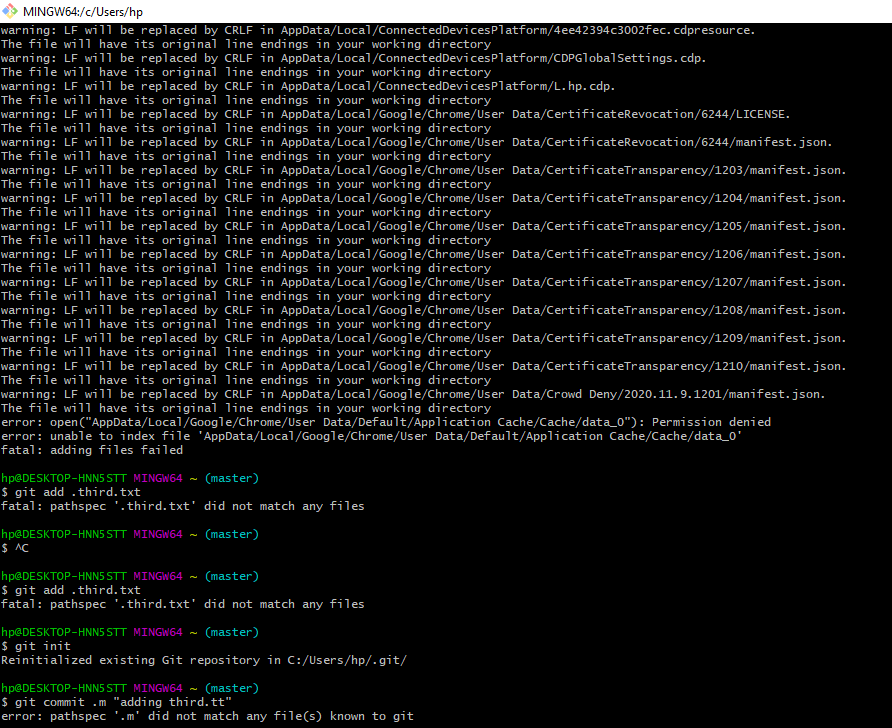 MINGW64:/c/Users/hp
warning: LF will be replaced by CRLF in AppData/Local/ConnectedDevicesPlatform/4ee42394c3002fec.cdpresource.
The file will have its original line endings in your working directory
warning: LF will be replaced by CRLF in AppData/Local/ConnectedDevicesPlatform/CDPGlobalSettings.cdp.
The file will have its original line endings in your working directory
warning: LF will be replaced by CRLF in AppData/Local/ConnectedDevicesPlatform/L.hp.cdp.
The file will have its original line endings in your working directory
warning: LF will be replaced by CRLF in AppData/Local/Google/Chrome/User Data/CertificateRevocation/6244/LICENSE.
The file will have its original line endings in your working directory
warning: LF will be replaced by CRLF in AppData/Local/Google/Chrome/User Data/CertificateRevocation/6244/manifest.json.
The file will have its original line endings in your working directory
warning: LF will be replaced by CRLF in AppData/Local/Google/Chrome/User Data/CertificateTransparency/1203/manifest.json.
The file will have its original line endings in your working directory
warning: LF will be replaced by CRLF in AppData/Local/Google/Chrome/User Data/CertificateTransparency/1204/manifest.json.
The file will have its original line endings in your working directory
warning: LF will be replaced by CRLF in AppData/Local/Google/Chrome/User Data/CertificateTransparency/1205/manifest.json.
The file will have its original line endings in your working directory
warning: LF will be replaced by CRLF in AppData/Local/Google/Chrome/User Data/CertificateTransparency/1206/manifest.json.
The file will have its original line endings in your working directory
warning: LF will be replaced by CRLF in AppData/Local/Google/Chrome/User Data/CertificateTransparency/1207/manifest.json.
The file will have its original line endings in your working directory
warning: LF will be replaced by CRLF in AppData/Local/Google/Chrome/User Data/CertificateTransparency/1208/manifest.json.
The file will have its original line endings in your working directory
warning: LF will be replaced by CRLF in AppData/Local/Google/Chrome/User Data/CertificateTransparency/1209/manifest.json.
The file will have its original line endings in your working directory
warning: LF will be replaced by CRLF in AppData/Local/Google/Chrome/User Data/CertificateTransparency/1210/manifest.json.
The file will have its original line endings in your working directory
warning: LF will be replaced by CRLF in AppData/Local/Google/Chrome/User Data/Crowd Deny/2020.11.9.1201/manifest.json.
The file will have its original line endings in your working directory
error: open("AppData/Local/Google/Chrome/User Data/Default/Application Cache/Cache/data_0"): Permission denied
error: unable to index file 'AppData/Local/Google/Chrome/User Data/Default/Application Cache/Cache/data_0'
fatal: adding files failed
hp@DESKTOP-HNN5STT MINGW64 ~ (master)
$ git add .third.txt
fatal: pathspec '.third.txt' did not match any files
hp@DESKTOP-HNN5STT MINGW64 ~ (master)
$ ^C
hp@DESKTOP-HNN5STT MINGW64 ~ (master)
$ git add .third.txt
fatal: pathspec '.third.txt' did not match any files
hp@DESKTOP-HNN5STT MINGW64 ~ (master)
$ git init
Reinitialized existing Git repository in C:/Users/hp/.git/
hp@DESKTOP-HNN5STT MINGW64 ~ (master)
$ git commit .m "adding third.tt"
error: pathspec '.m' did not match any file(s) known to git